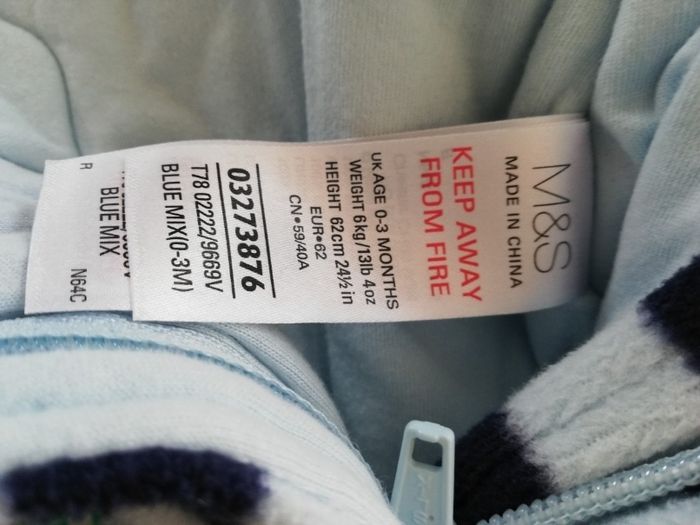 M&S
MADE IN CHINA
KEEP AWAY
FROM FIRE
UK AGE 0-3 MONTHS
WEIGHT 6kg/13lb 4oz
HEIGHT 62cm 24½ in
EUR•62
CN•59/40A
03273876
T78 02222/9669V
BLUE MIX(0-3M)
BLUE MIX
R
N64C